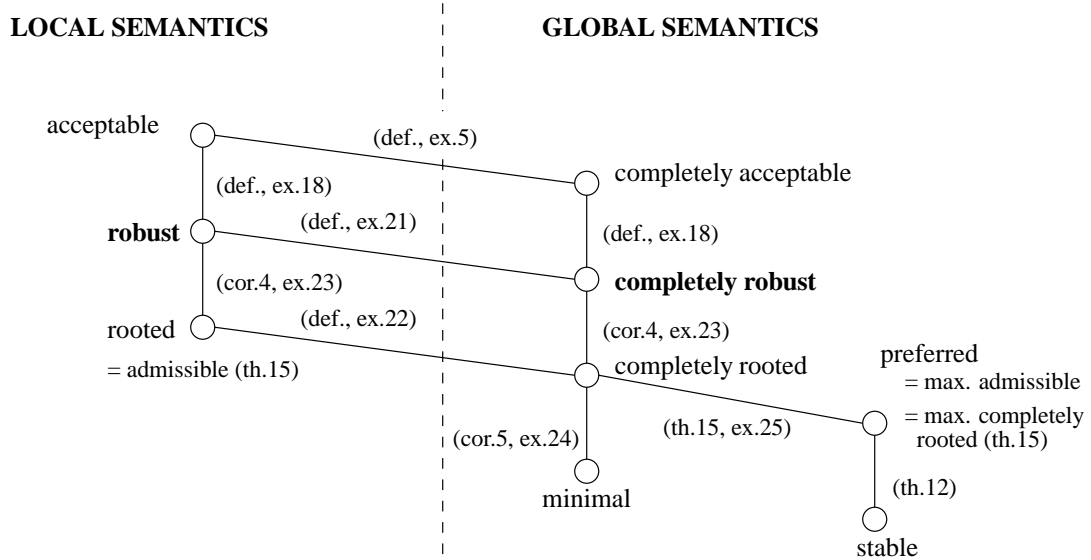 LOCAL SEMANTICS
GLOBAL SEMANTICS
acceptable
(def., ex.5)
completely acceptable
(def., ex.18)
(def., ex.21)
robust
(def., ex.18)
(cor.4, ex.23)
completely robust
(def., ex.22)
rooted
(cor.4, ex.23)
= admissible (th.15)
completely rooted
preferred
= max. admissible
= max. completely
rooted (th.15)
(th.15, ex.25)
(cor.5, ex.24)
minimal
(th.12)
stable